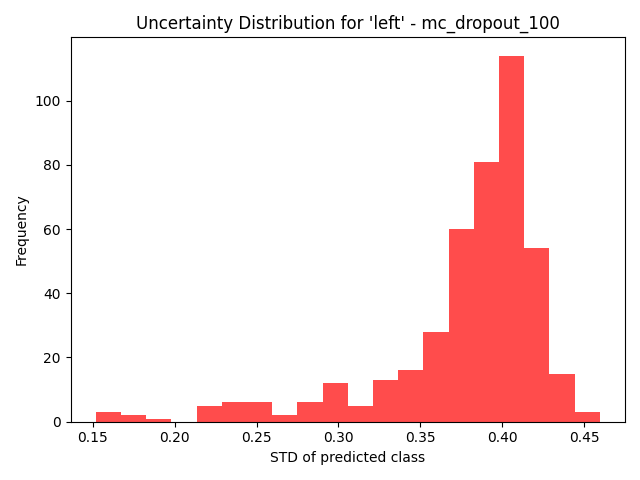 Uncertainty Distribution for 'left' - mc_dropout_100
Frequency
100
80
60
40
20
0
0.15 0.20 0.25 0.30 0.35 0.40 0.45
STD of predicted class